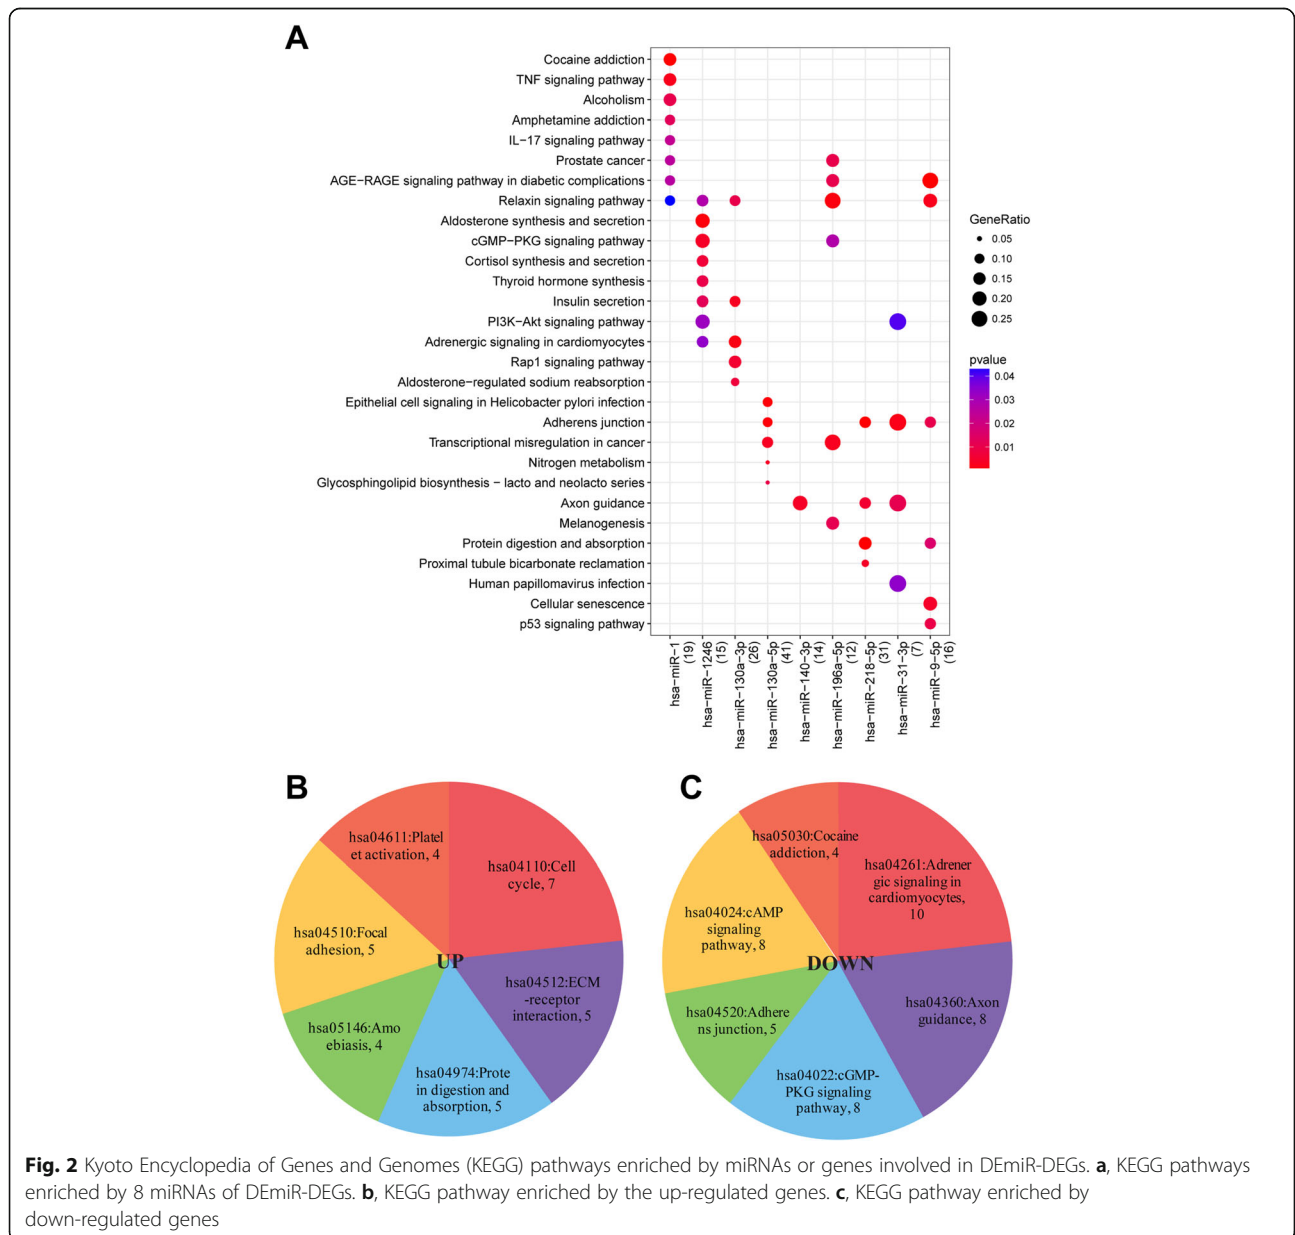 A
Cocaine addiction
TNF signaling pathway
Alcoholism
Amphetamine addiction
IL−17 signaling pathway
Prostate cancer
AGE−RAGE signaling pathway in diabetic complications
Relaxin signaling pathway
Aldosterone synthesis and secretion
cGMP−PKG signaling pathway
Cortisol synthesis and secretion
Thyroid hormone synthesis
Insulin secretion
PI3K−Akt signaling pathway
Adrenergic signaling in cardiomyocytes
Rap1 signaling pathway
Aldosterone−regulated sodium reabsorption
Epithelial cell signaling in Helicobacter pylori infection
Adherens junction
Transcriptional misregulation in cancer
Nitrogen metabolism
Glycosphingolipid biosynthesis − lacto and neolacto series
Axon guidance
Melanogenesis
Protein digestion and absorption
Proximal tubule bicarbonate reclamation
Human papillomavirus infection
Cellular senescence
p53 signaling pathway
hsa−miR−1
(19)
hsa−miR−1246
(15)
hsa−miR−130a−3p
(26)
hsa−miR−130a−5p
(41)
hsa−miR−140−3p
(14)
hsa−miR−196a−5p
(12)
hsa−miR−218−5p
(31)
hsa−miR−31−3p
(7)
hsa−miR−9−5p
(16)
GeneRatio
0.05
0.10
0.15
0.20
0.25
pvalue
0.04
0.03
0.02
0.01
B
hsa04611:Platel
et activation, 4
hsa04110:Cell
cycle, 7
hsa04510:Focal
adhesion, 5
UP
hsa04512:ECM
-receptor
interaction, 5
hsa05146:Amo
ebiasis, 4
hsa04974:Prote
in digestion and
absorption, 5
C
hsa05030:Cocaine
addiction, 4
hsa04261:Adrener
gic signaling in
cardiomyocytes,
10
hsa04024:cAMP
signaling
pathway, 8
DOWN
hsa04360:Axon
guidance, 8
hsa04520:Adhere
ns junction, 5
hsa04022:cGMP-
PKG signaling
pathway, 8
Fig. 2 Kyoto Encyclopedia of Genes and Genomes (KEGG) pathways enriched by miRNAs or genes involved in DEmiR-DEGs. a, KEGG pathways
enriched by 8 miRNAs of DEmiR-DEGs. b, KEGG pathway enriched by the up-regulated genes. c, KEGG pathway enriched by
down-regulated genes